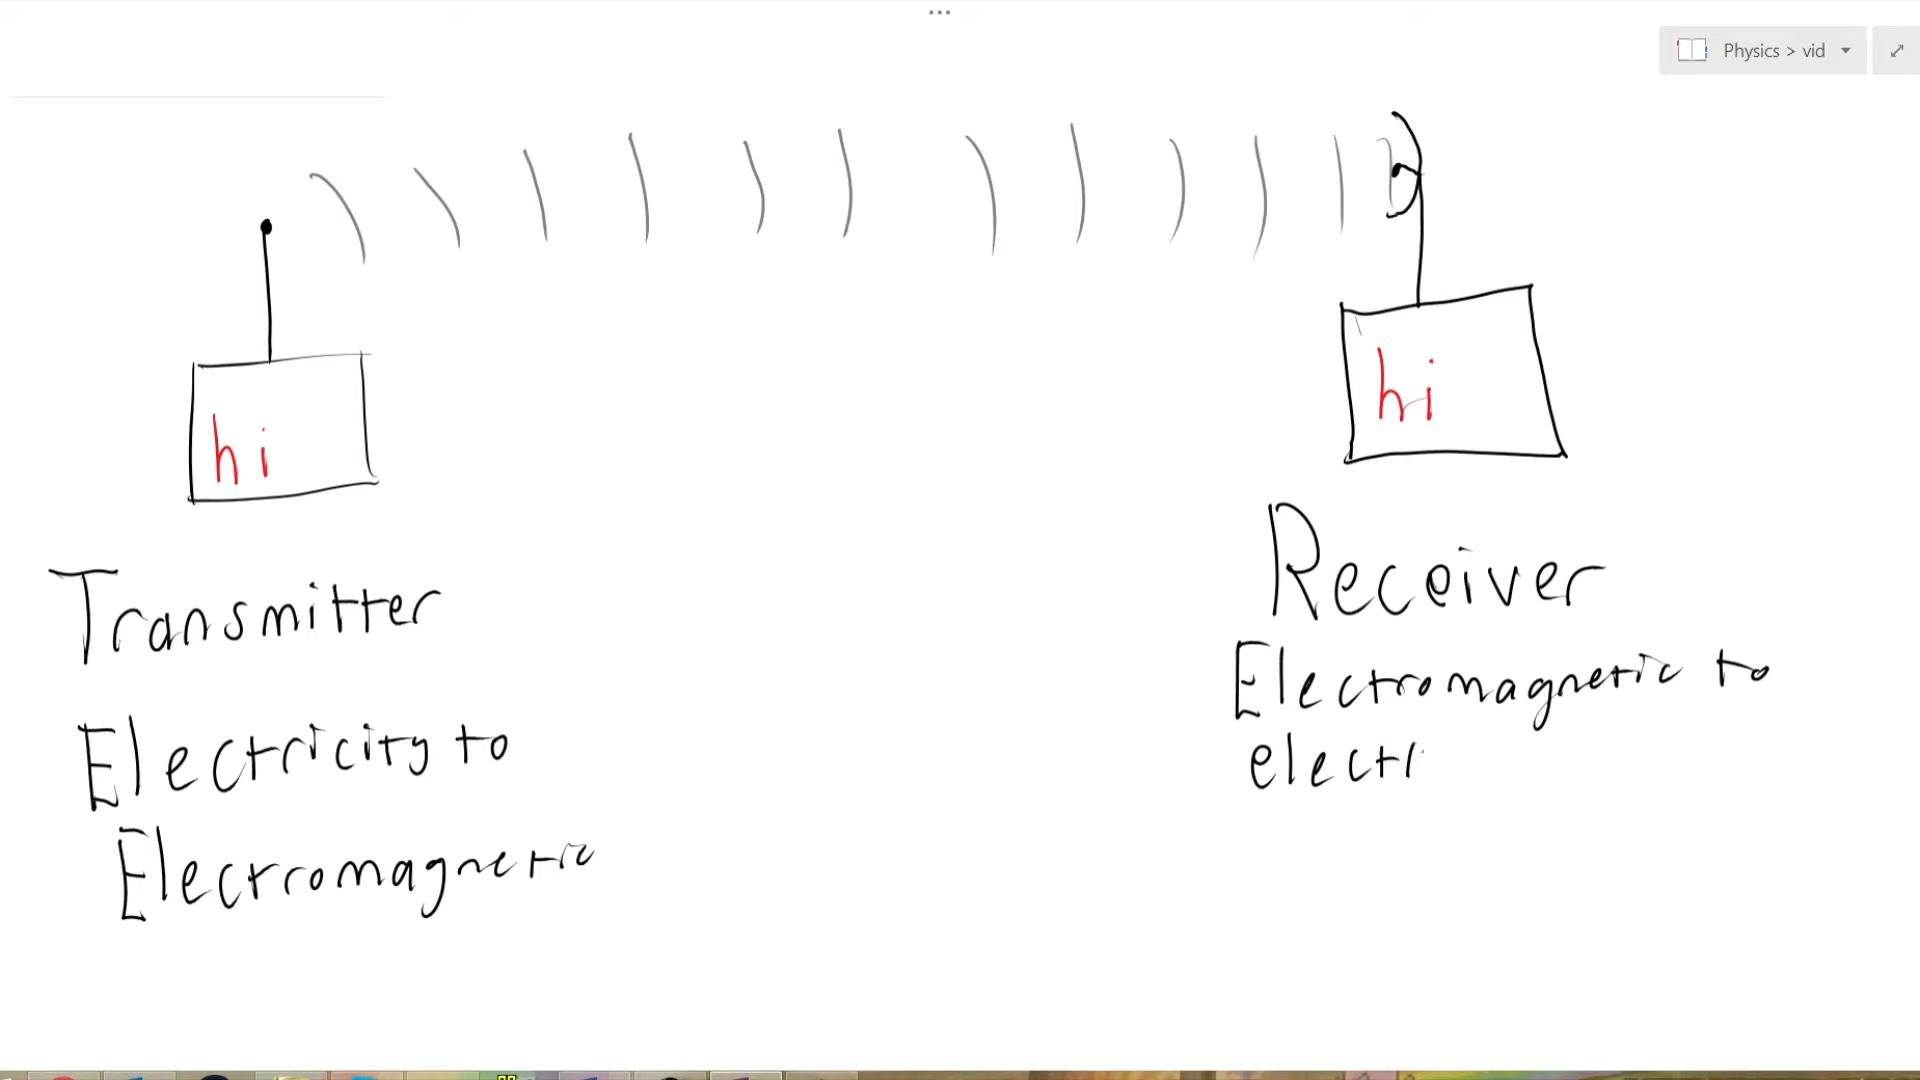 ...
Physics > vid
hi
hi
Transmitter
Electricity to
Electromagnetic
Receiver
Electromagnetic to
electr